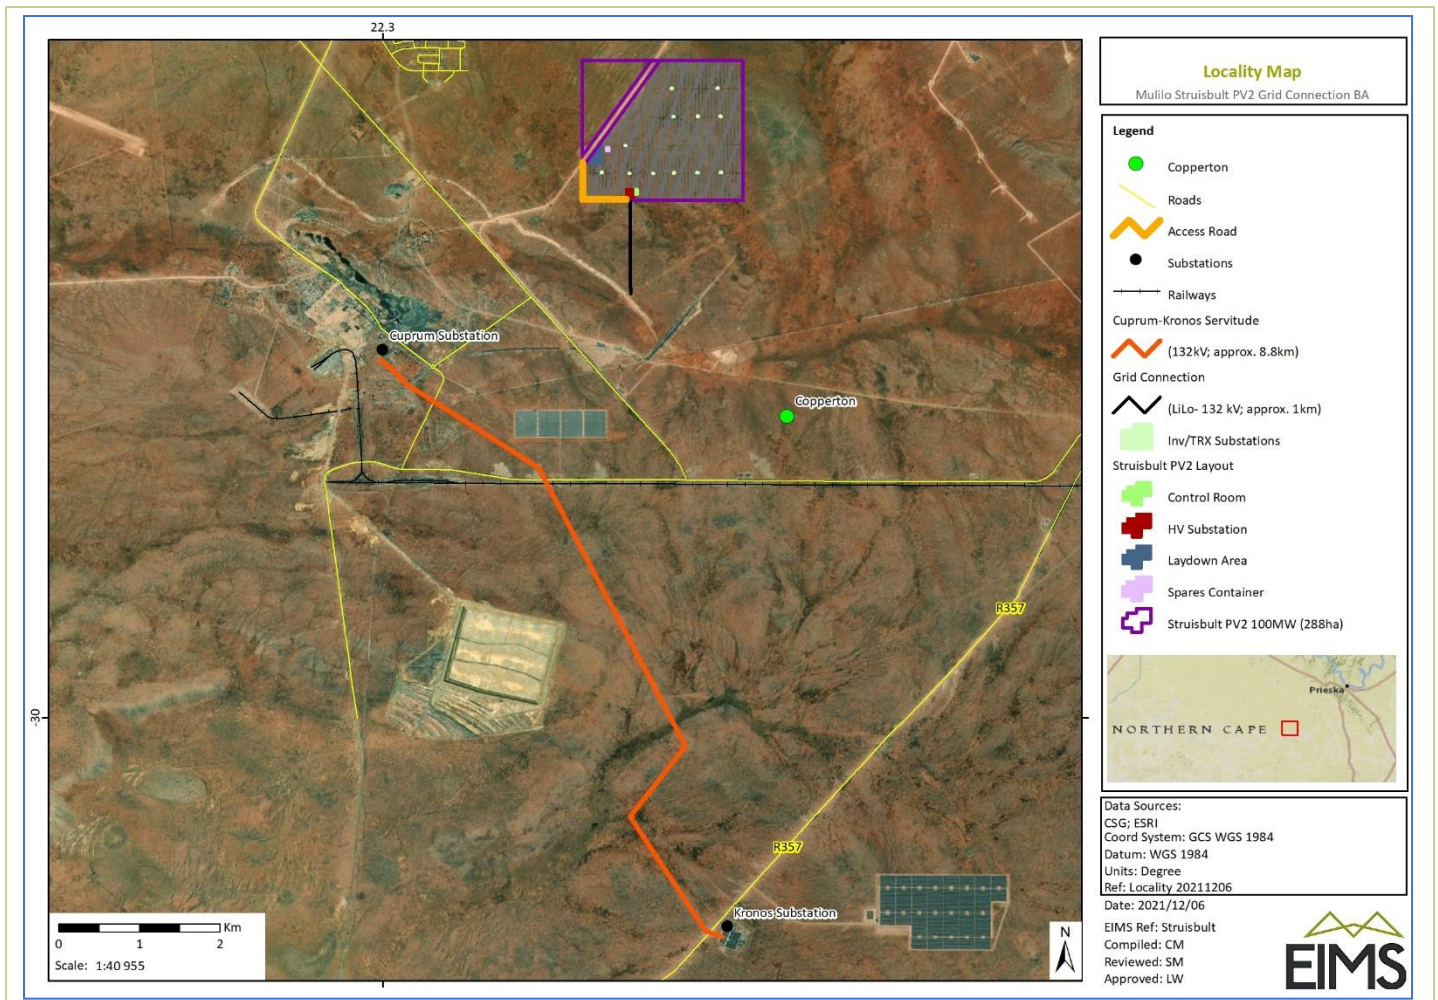 22.3
-30
Cuprum Substation
Copperton
R357
R357
Kronos Substation
Km
0 1 2
Scale: 1:40 955
N
Locality Map
Mulilo Struisbult PV2 Grid Connection BA
Legend
Copperton
Roads
Access Road
Substations
Railways
Cuprum-Kronos Servitude
(132kV; approx. 8.8km)
Grid Connection
(LiLo- 132 kV; approx. 1km)
Inv/TRX Substations
Struisbult PV2 Layout
Control Room
HV Substation
Laydown Area
Spares Container
Struisbult PV2 100MW (288ha)
Prieska
NORTHERN CAPE
Data Sources:
CSG; ESRI
Coord System: GCS WGS 1984
Datum: WGS 1984
Units: Degree
Ref: Locality 20211206
Date: 2021/12/06
EIMS Ref: Struisbult
Compiled: CM
Reviewed: SM
Approved: LW
EIMS